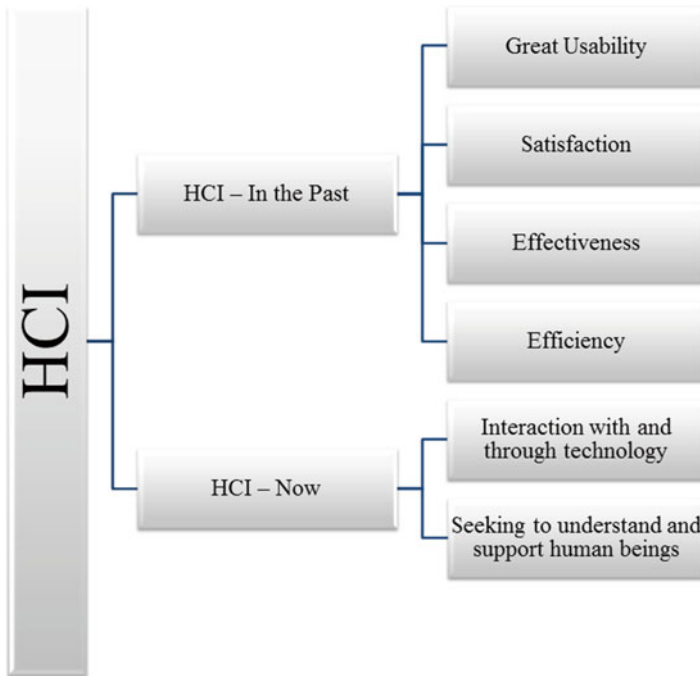 HCI
HCI – In the Past
Great Usability
Satisfaction
Effectiveness
Efficiency
HCI – Now
Interaction with and
through technology
Seeking to understand and
support human beings